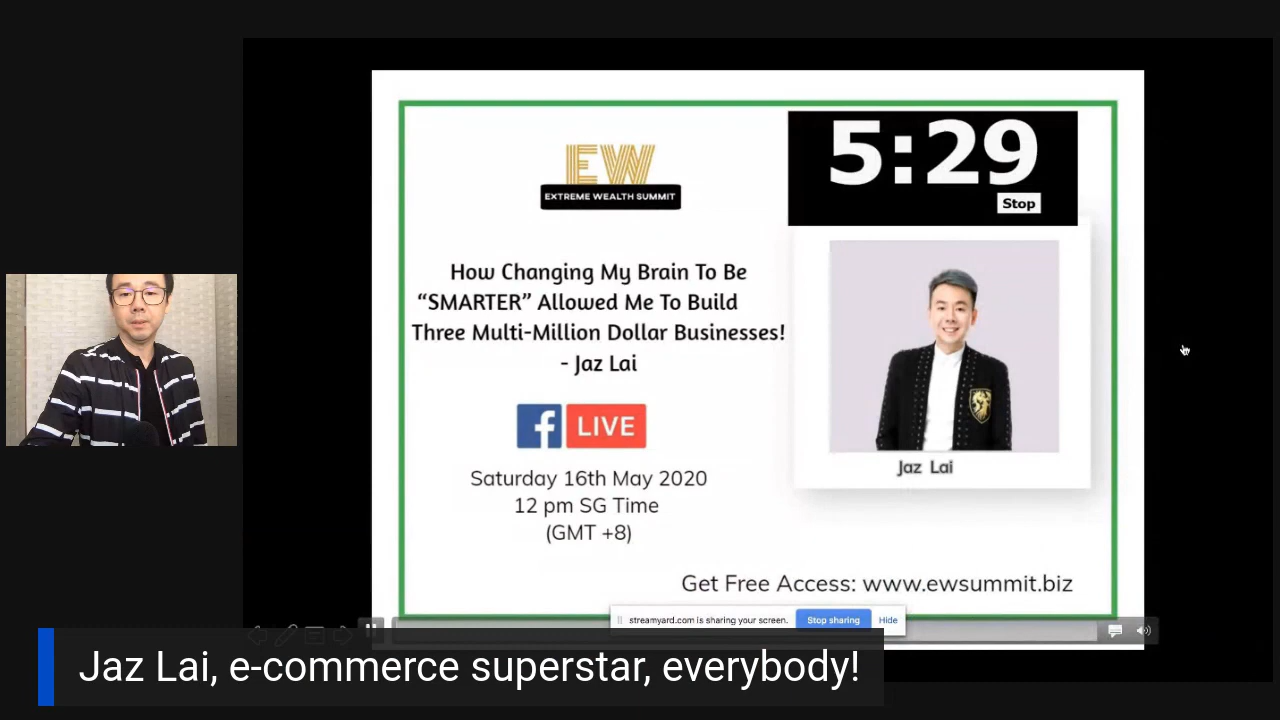 5:29
Stop
EW
EXTREME WEALTH SUMMIT
How Changing My Brain To Be
“SMARTER” Allowed Me To Build
Three Multi-Million Dollar Businesses!
- Jaz Lai
Jaz Lai
f LIVE
Saturday 16th May 2020
12 pm SG Time
(GMT +8)
Get Free Access: www.ewsummit.biz
streamyard.com is sharing your screen. Stop sharing Hide
Jaz Lai, e-commerce superstar, everybody!